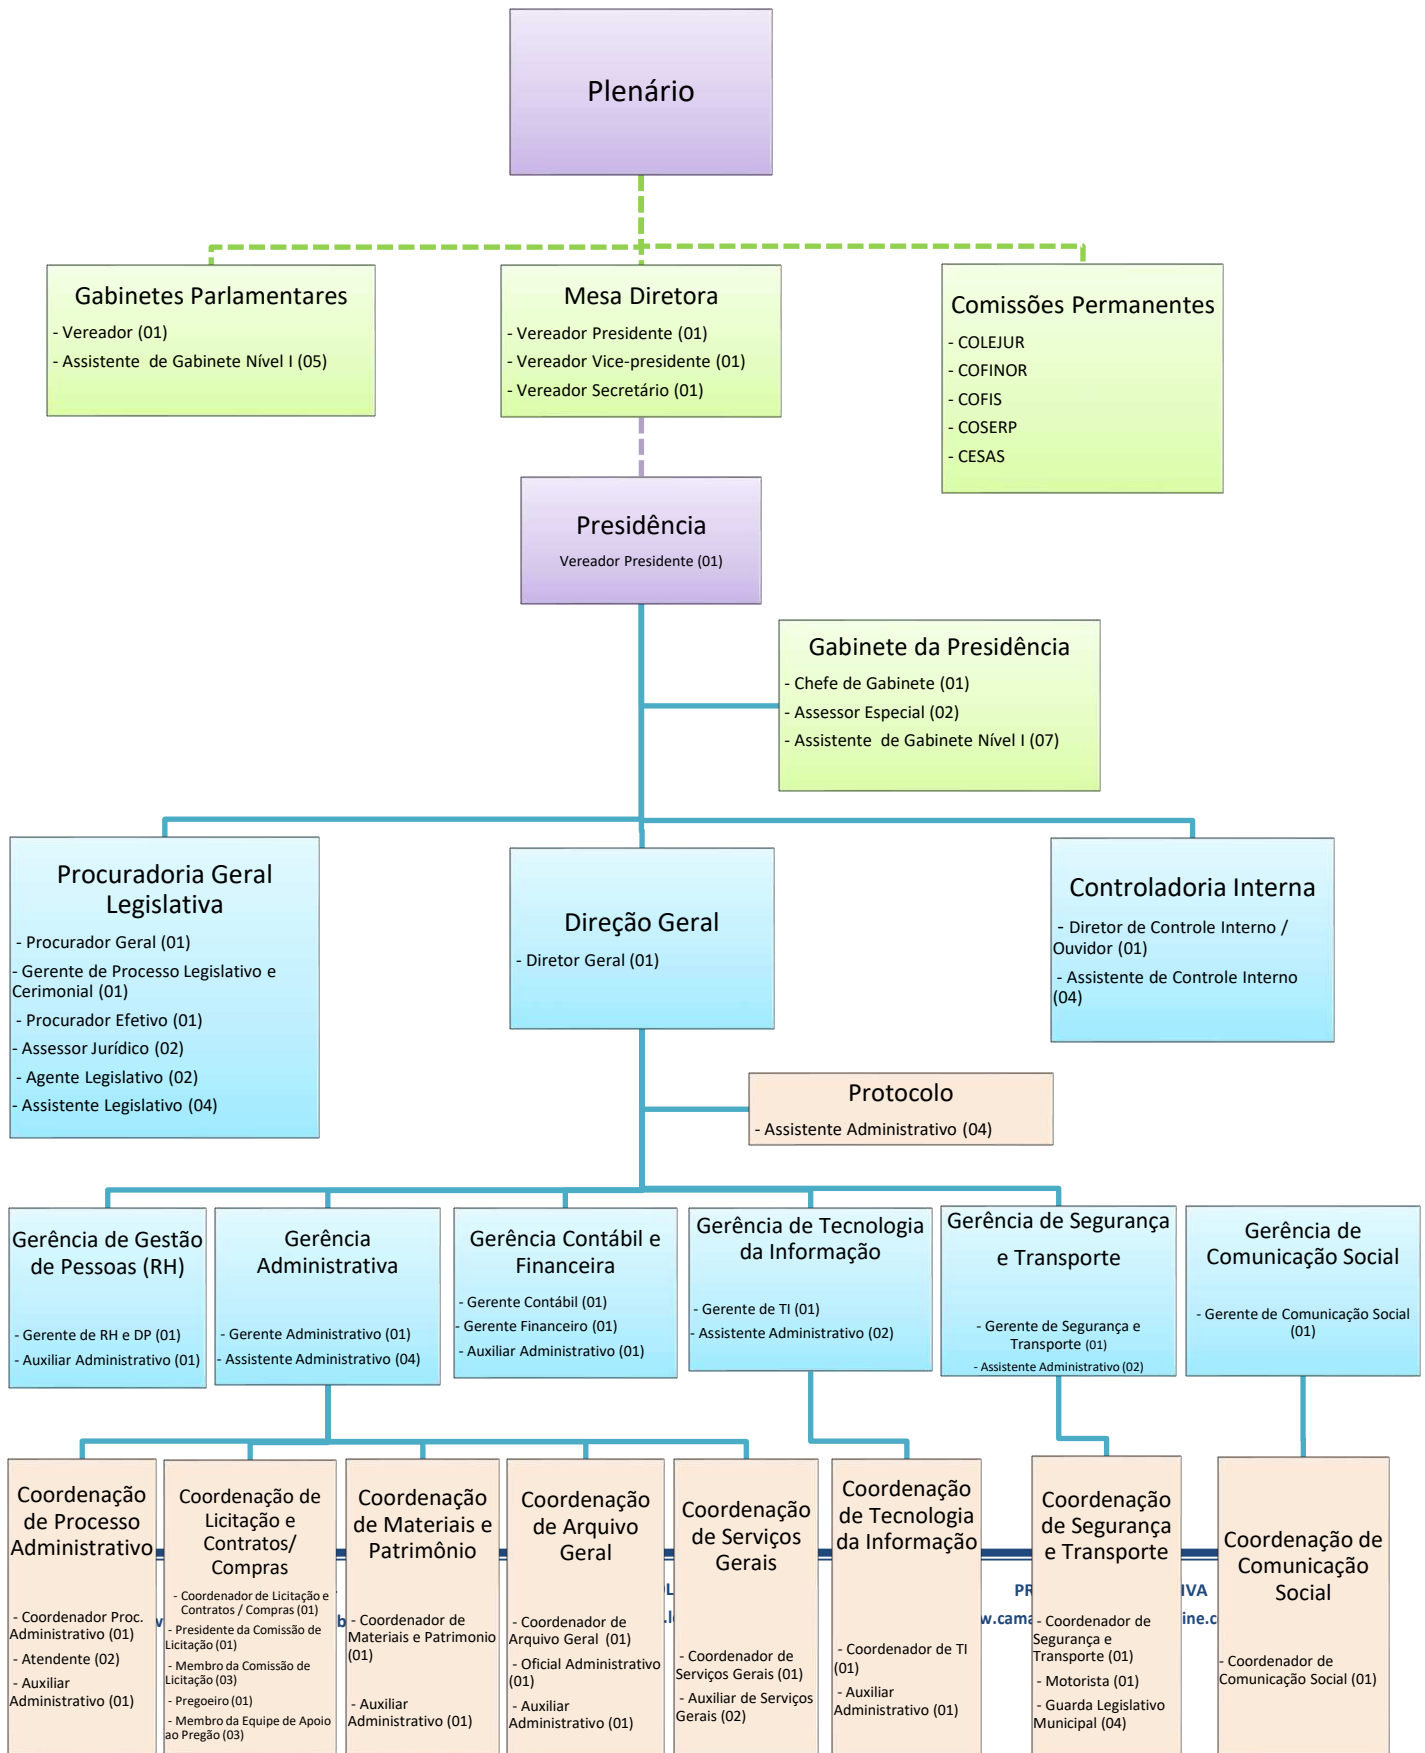 Plenário
Gabinetes Parlamentares
- Vereador (01)
- Assistente de Gabinete Nível I (05)
Mesa Diretora
- Vereador Presidente (01)
- Vereador Vice-presidente (01)
- Vereador Secretário (01)
Comissões Permanentes
- COLEJUR
- COFINOR
- COFIS
- COSERP
- CESAS
Presidência
Vereador Presidente (01)
Gabinete da Presidência
- Chefe de Gabinete (01)
- Assessor Especial (02)
- Assistente de Gabinete Nível I (07)
Procuradoria Geral
Legislativa
- Procurador Geral (01)
- Gerente de Processo Legislativo e
Cerimonial (01)
- Procurador Efetivo (01)
- Assessor Jurídico (02)
- Agente Legislativo (02)
- Assistente Legislativo (04)
Direção Geral
- Diretor Geral (01)
Controladoria Interna
- Diretor de Controle Interno /
Ouvidor (01)
- Assistente de Controle Interno
(04)
Protocolo
- Assistente Administrativo (04)
Gerência de Gestão
de Pessoas (RH)
- Gerente de RH e DP (01)
- Auxiliar Administrativo (01)
Gerência
Administrativa
- Gerente Administrativo (01)
- Assistente Administrativo (04)
Gerência Contábil e
Financeira
- Gerente Contábil (01)
- Gerente Financeiro (01)
- Auxiliar Administrativo (01)
Gerência de Tecnologia
da Informação
- Gerente de TI (01)
- Assistente Administrativo (02)
Gerência de Segurança
e Transporte
- Gerente de Segurança e
Transporte (01)
- Assistente Administrativo (02)
Gerência de
Comunicação Social
- Gerente de Comunicação Social
(01)
Coordenação
de Processo
Administrativo
- Coordenador Proc.
Administrativo (01)
- Atendente (02)
- Auxiliar
Administrativo (01)
Coordenação de
Licitação e
Contratos/
Compras
- Coordenador de Licitação e
Contratos / Compras (01)
- Presidente da Comissão de
Licitação (01)
- Membro da Comissão de
Licitação (03)
- Pregoeiro (01)
- Membro da Equipe de Apoio
ao Pregão (03)
Coordenação
de Materiais e
Patrimônio
- Coordenador de
Materiais e Patrimonio
(01)
- Auxiliar
Administrativo (01)
Coordenação
de Arquivo
Geral
- Coordenador de
Arquivo Geral (01)
- Oficial Administrativo
(01)
- Auxiliar
Administrativo (01)
Coordenação
de Serviços
Gerais
- Coordenador de
Serviços Gerais (01)
- Auxiliar de Serviços
Gerais (02)
Coordenação
de Tecnologia
da Informação
- Coordenador de TI
(01)
- Auxiliar
Administrativo (01)
Coordenação
de Segurança
e Transporte
- Coordenador de
Segurança e
Transporte (01)
- Motorista (01)
- Guarda Legislativo
Municipal (04)
Coordenação de
Comunicação
Social
- Coordenador de
Comunicação Social (01)
PR IVA
w.cama ine.c